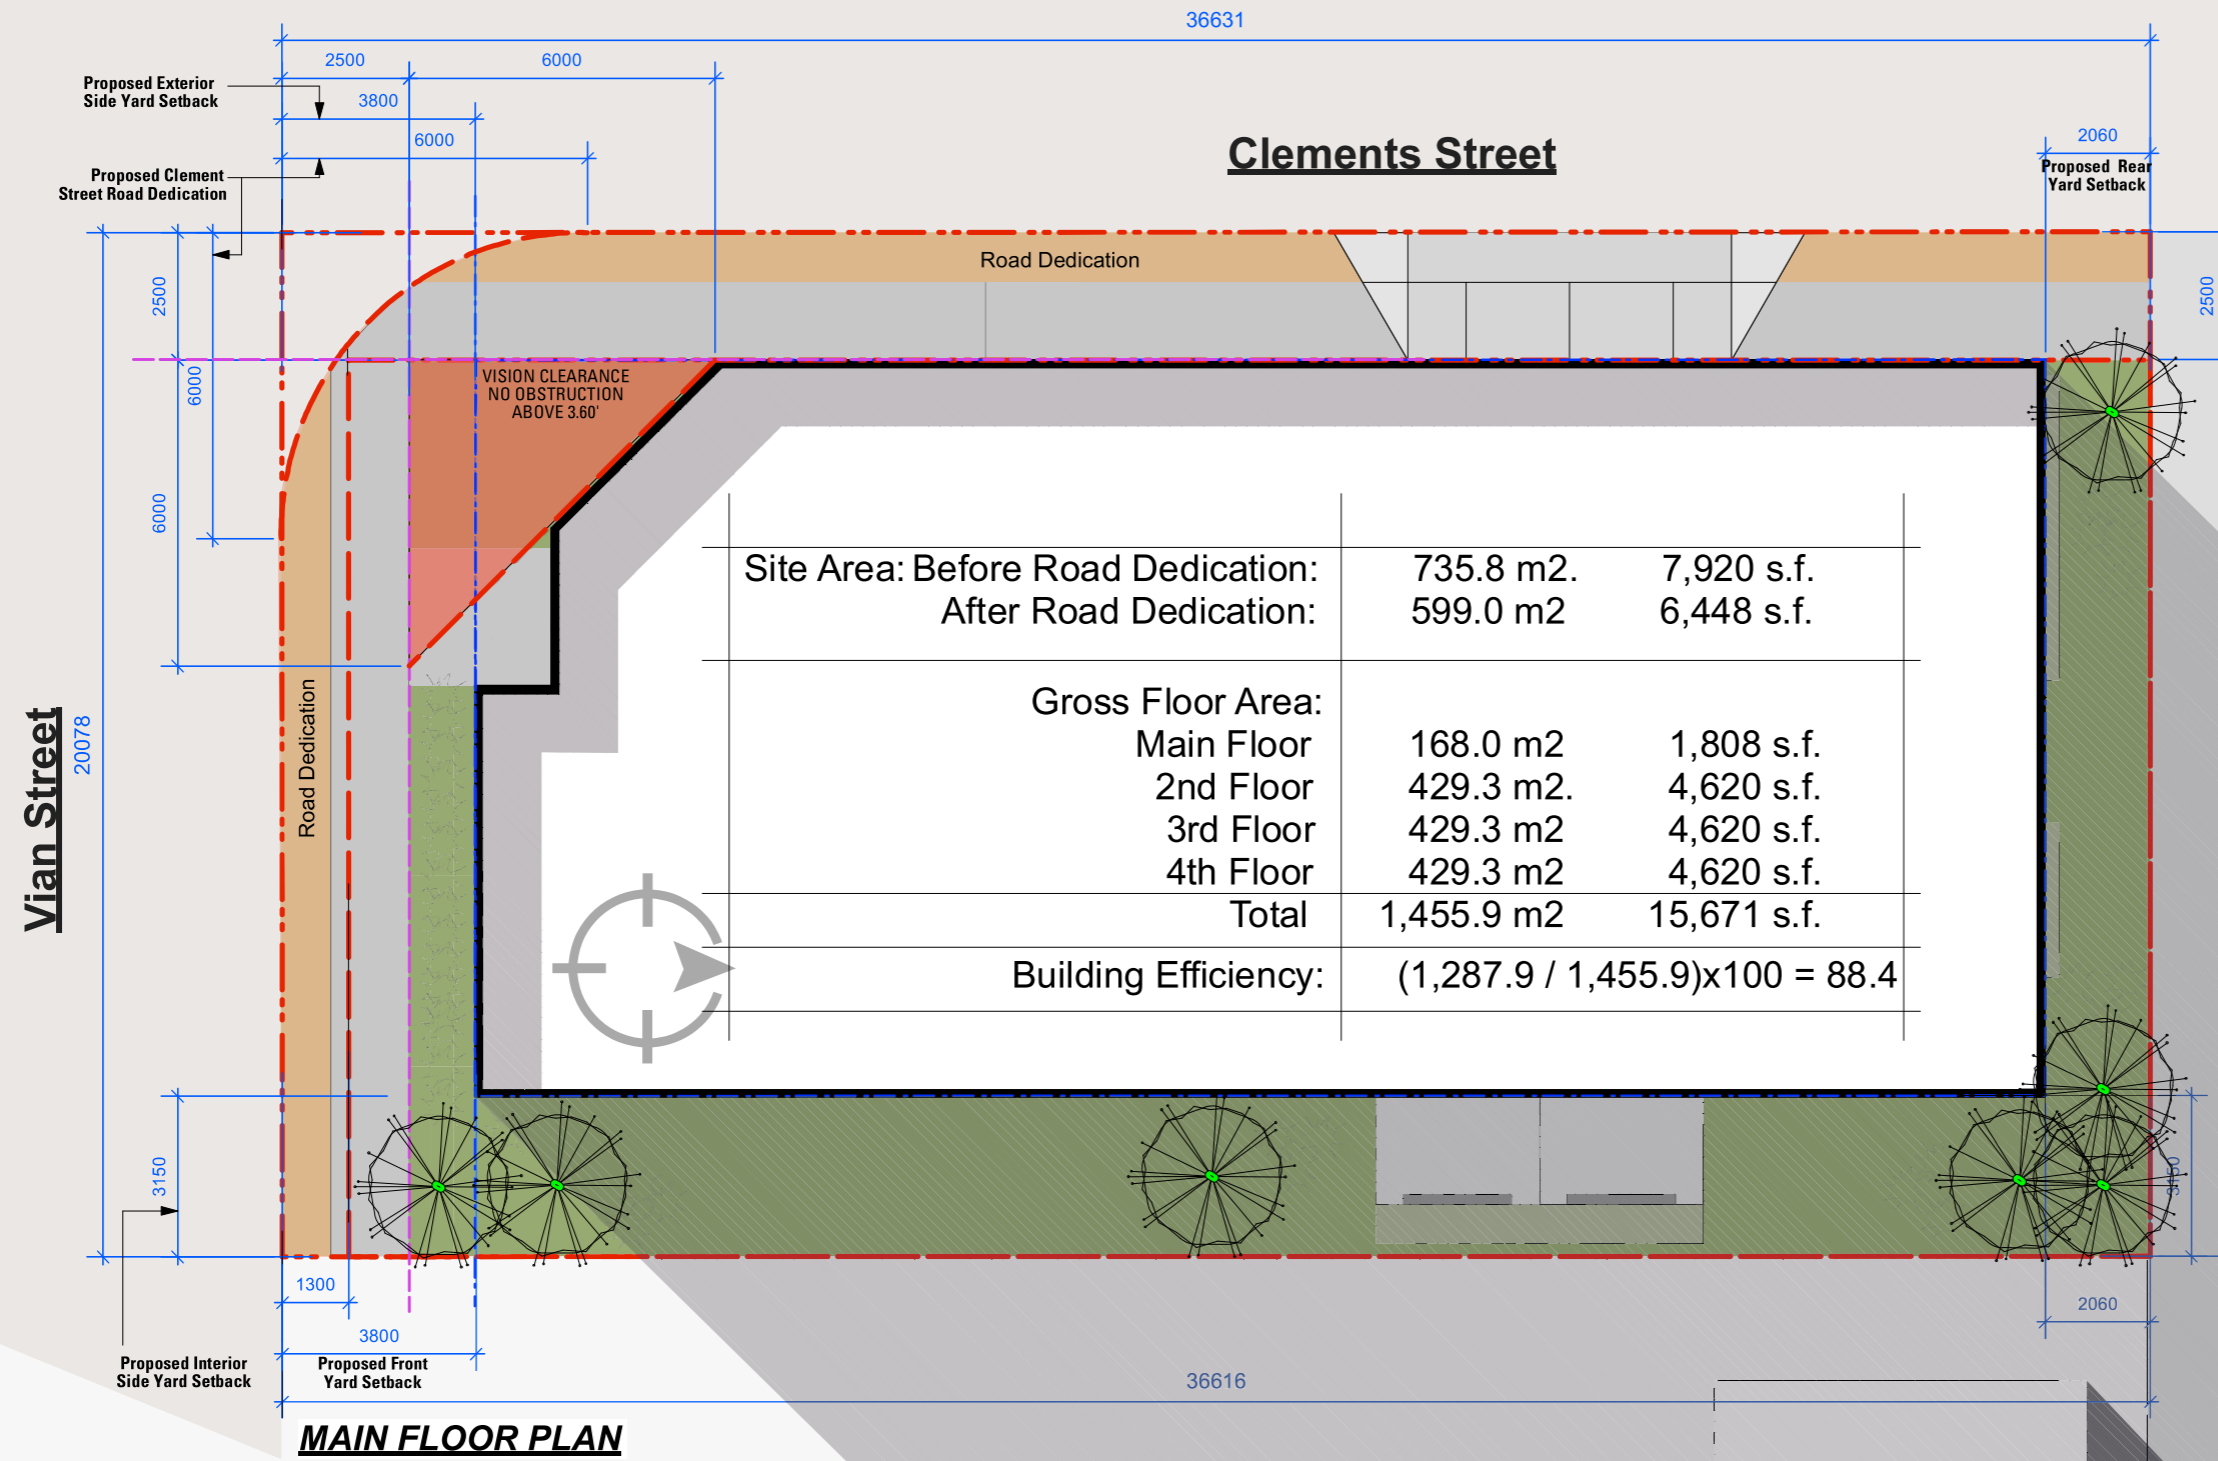 36631
2500 6000
Proposed Exterior
Side Yard Setback
3800
6000
Clements Street
2060
Proposed Rear
Yard Setback
Proposed Clement
Street Road Dedication
Road Dedication
2500
2500
6000
VISION CLEARANCE
NO OBSTRUCTION
ABOVE 3.60'
6000
Site Area: Before Road Dedication: 735.8 m2. 7,920 s.f.
After Road Dedication: 599.0 m2 6,448 s.f.
Gross Floor Area:
Main Floor 168.0 m2 1,808 s.f.
2nd Floor 429.3 m2. 4,620 s.f.
3rd Floor 429.3 m2 4,620 s.f.
4th Floor 429.3 m2 4,620 s.f.
Total 1,455.9 m2 15,671 s.f.
Building Efficiency: (1,287.9 / 1,455.9)x100 = 88.4
Vian Street
20078
Road Dedication
3150
3150
1300
2060
3800
Proposed Interior
Side Yard Setback
Proposed Front
Yard Setback
36616
MAIN FLOOR PLAN